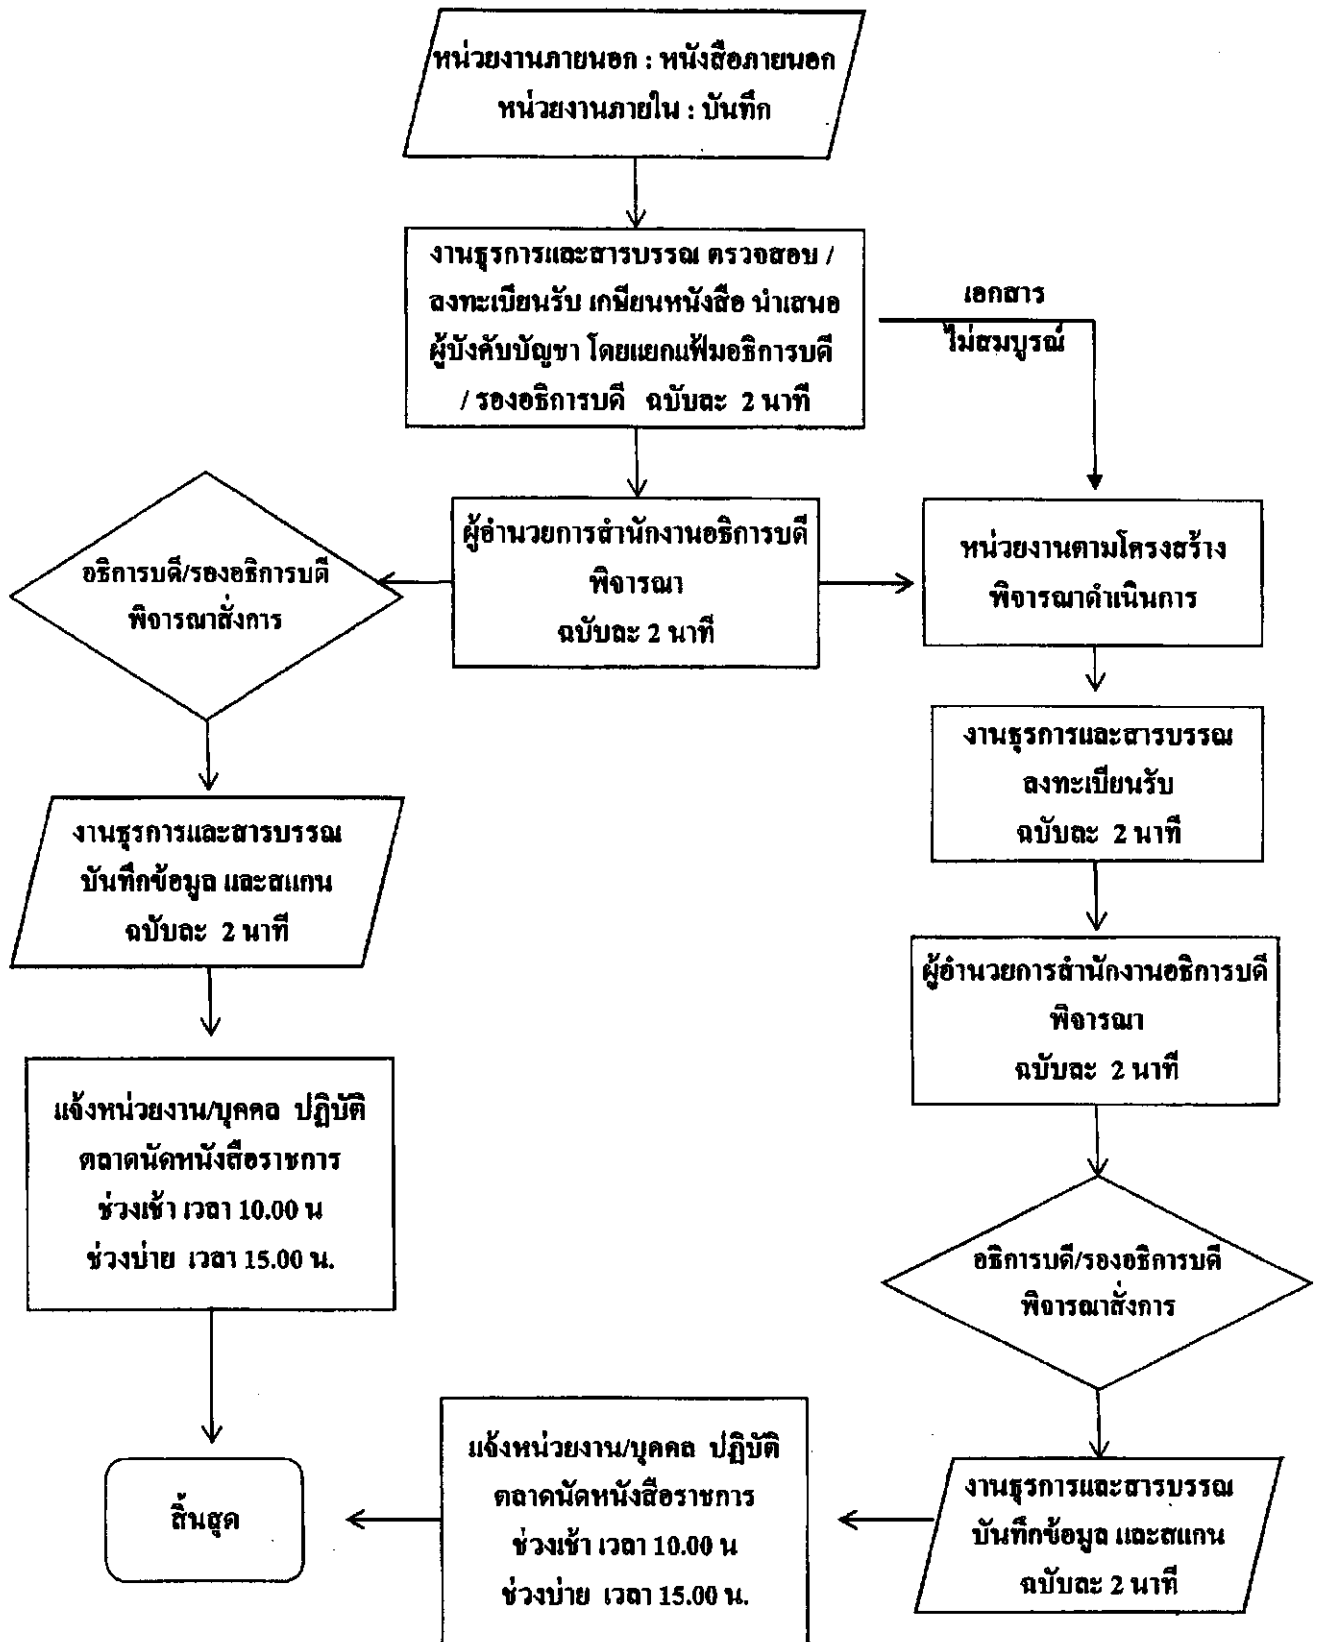 หน่วยงานภายนอก : หนังสือภายนอก
หน่วยงานภายใน : บันทึก
งานธุรการและสารบรรณ ตรวจสอบ /
ลงทะเบียนรับ เกษียนหนังสือ นำเสนอ
ผู้บังคับบัญชา โดยแยกแฟ้มอธิการบดี
/ รองอธิการบดี ฉบับละ 2 นาที
เอกสาร
ไม่สมบูรณ์
อธิการบดี/รองอธิการบดี
พิจารณาสั่งการ
ผู้อำนวยการสำนักงานอธิการบดี
พิจารณา
ฉบับละ 2 นาที
หน่วยงานตามโครงสร้าง
พิจารณาดำเนินการ
งานธุรการและสารบรรณ
ลงทะเบียนรับ
ฉบับละ 2 นาที
งานธุรการและสารบรรณ
บันทึกข้อมูล และสแกน
ฉบับละ 2 นาที
ผู้อำนวยการสำนักงานอธิการบดี
พิจารณา
ฉบับละ 2 นาที
แจ้งหน่วยงาน/บุคคล ปฏิบัติ
ตลาดนัดหนังสือราชการ
ช่วงเช้า เวลา 10.00 น
ช่วงบ่าย เวลา 15.00 น.
อธิการบดี/รองอธิการบดี
พิจารณาสั่งการ
สิ้นสุด
แจ้งหน่วยงาน/บุคคล ปฏิบัติ
ตลาดนัดหนังสือราชการ
ช่วงเช้า เวลา 10.00 น
ช่วงบ่าย เวลา 15.00 น.
งานธุรการและสารบรรณ
บันทึกข้อมูล และสแกน
ฉบับละ 2 นาที